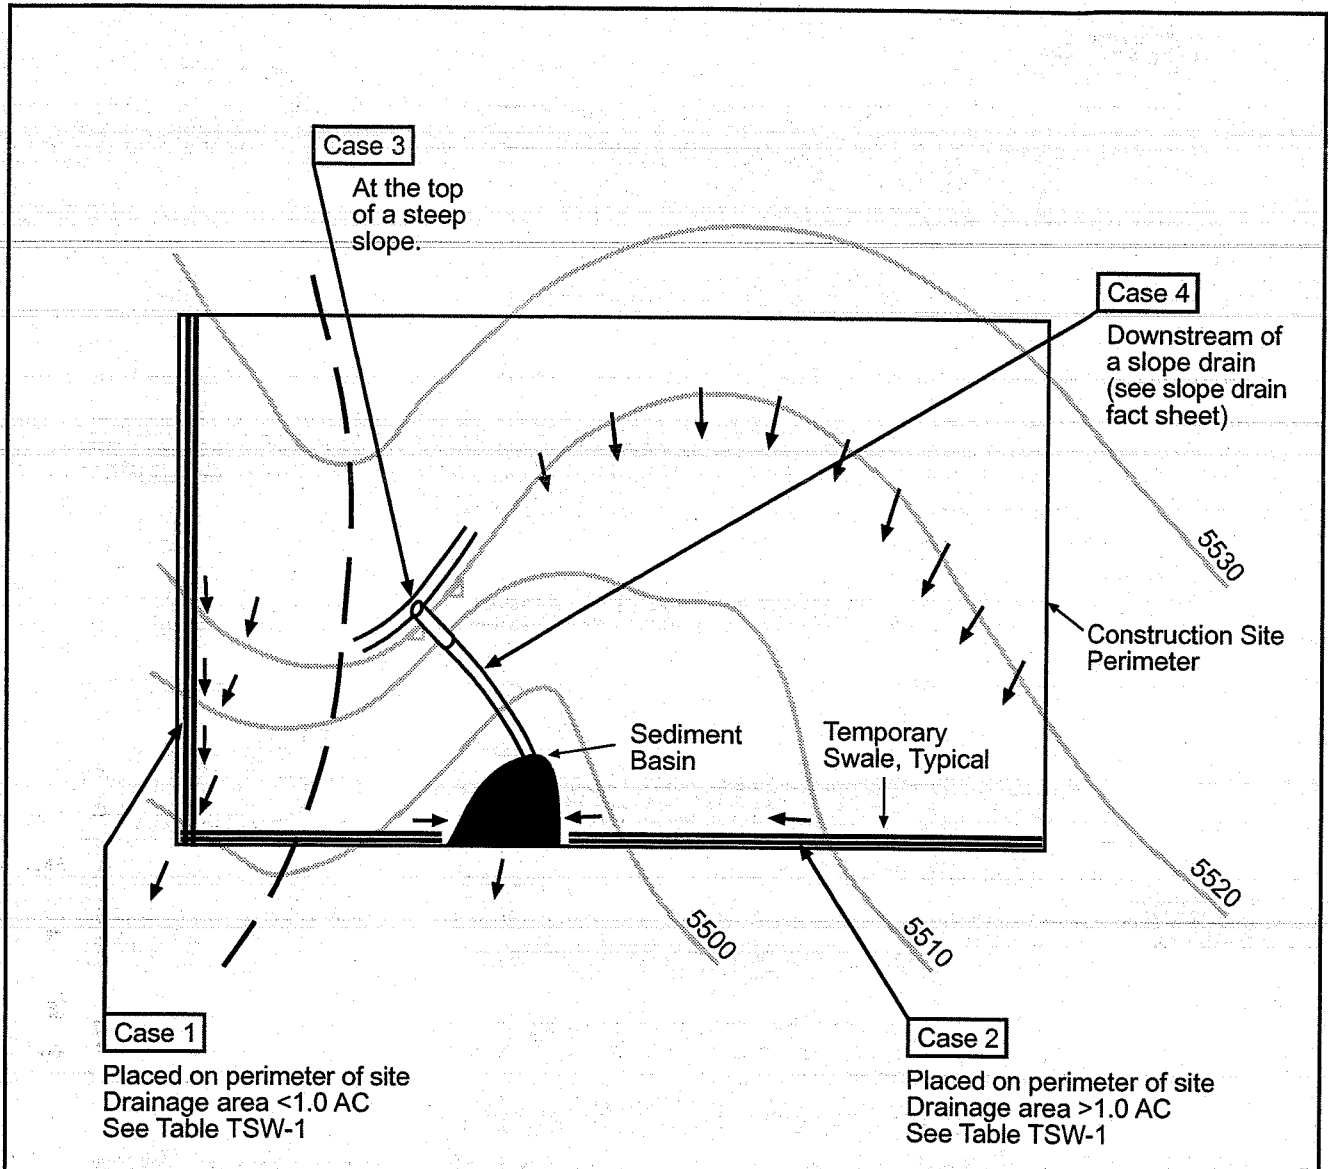 Case 3
At the top
of a steep
slope.
Case 4
Downstream of
a slope drain
(see slope drain
fact sheet)
5530
Construction Site
Perimeter
Sediment
Basin
Temporary
Swale, Typical
5520
5510
5500
Case 1
Placed on perimeter of site
Drainage area <1.0 AC
See Table TSW-1
Case 2
Placed on perimeter of site
Drainage area >1.0 AC
See Table TSW-1